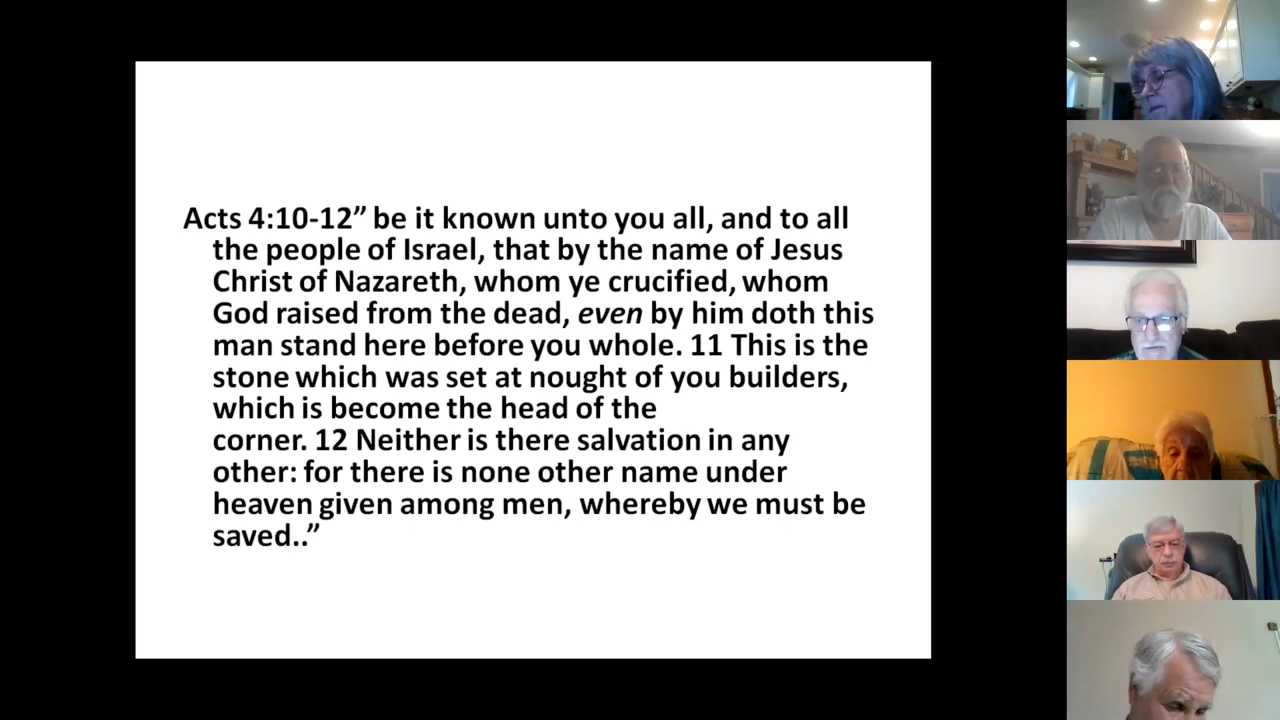 Acts 4:10-12” be it known unto you all, and to all
the people of Israel, that by the name of Jesus
Christ of Nazareth, whom ye crucified, whom
God raised from the dead, even by him doth this
man stand here before you whole. 11 This is the
stone which was set at nought of you builders,
which is become the head of the
corner. 12 Neither is there salvation in any
other: for there is none other name under
heaven given among men, whereby we must be
saved..”